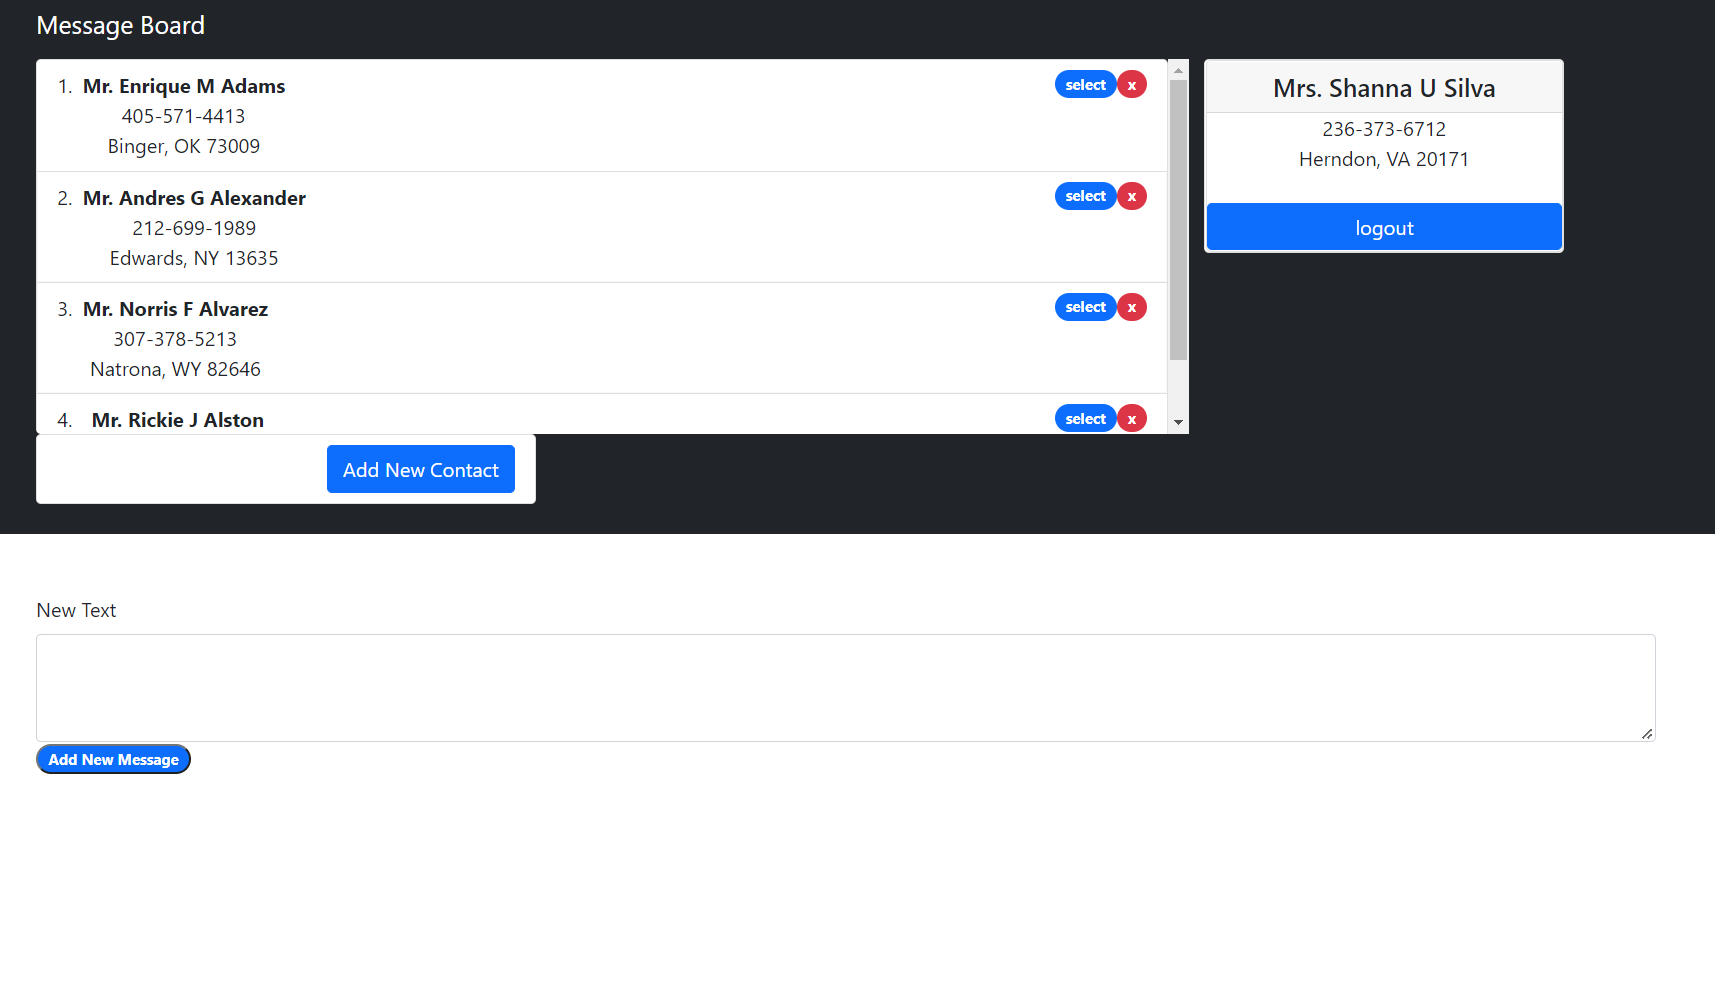 Message Board
1. Mr. Enrique M Adams select x
405-571-4413
Binger, OK 73009
2. Mr. Andres G Alexander select x
212-699-1989
Edwards, NY 13635
3. Mr. Norris F Alvarez select x
307-378-5213
Natrona, WY 82646
4. Mr. Rickie J Alston select x
Add New Contact
Mrs. Shanna U Silva
236-373-6712
Herndon, VA 20171
logout
New Text
Add New Message